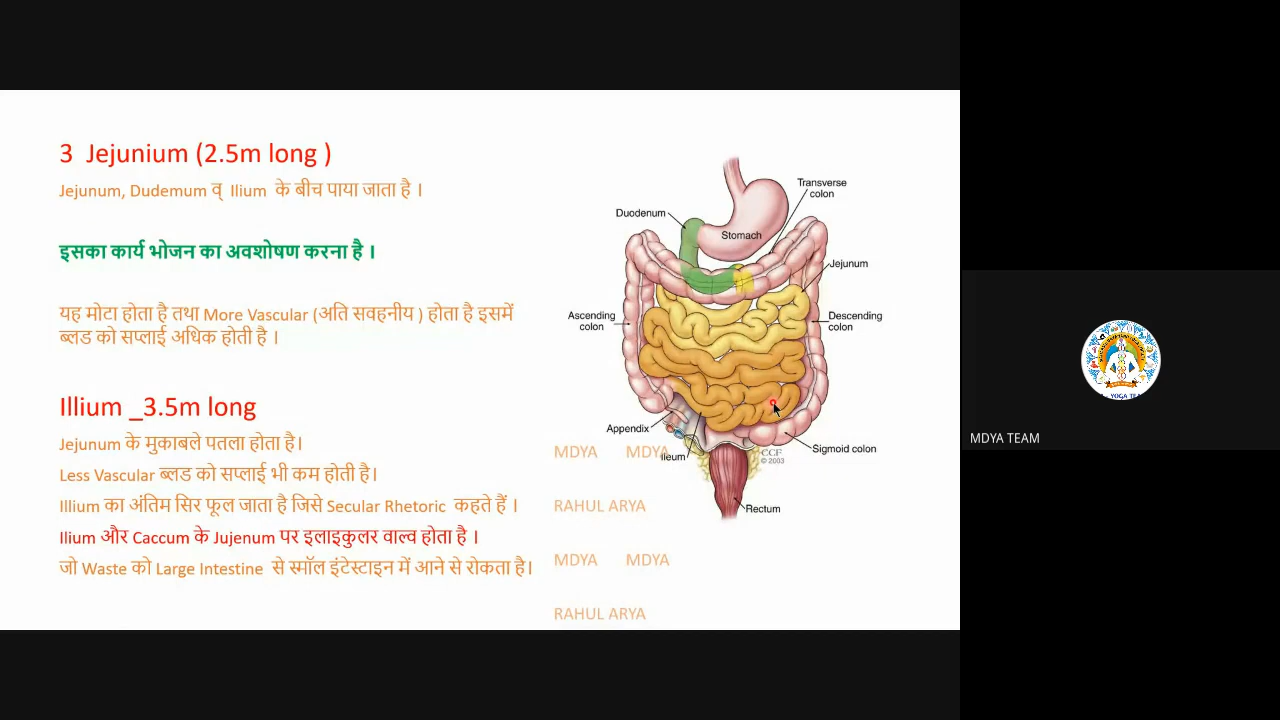 3 Jejunium (2.5m long )
Jejunum, Dudemum व् Ilium के बीच पाया जाता है ।
इसका कार्य भोजन का अवशोषण करना है ।
यह मोटा होता है तथा More Vascular (अति सवहनीय ) होता है इसमें
ब्लड को सप्लाई अधिक होती है ।
Illium _3.5m long
Jejunum के मुकाबले पतला होता है।
Less Vascular ब्लड को सप्लाई भी कम होती है।
Illium का अंतिम सिर फूल जाता है जिसे Secular Rhetoric कहते हैं ।
Ilium और Caccum के Jujenum पर इलाइकुलर वाल्व होता है ।
जो Waste को Large Intestine से स्मॉल इंटेस्टाइन में आने से रोकता है।
Transverse
colon
Duodenum
Stomach
Jejunum
Ascending
colon
Descending
colon
Appendix
Ileum
Sigmoid colon
CCF
© 2003
Rectum
MDYA MDYA
RAHUL ARYA
MDYA MDYA
RAHUL ARYA
MDYA TEAM